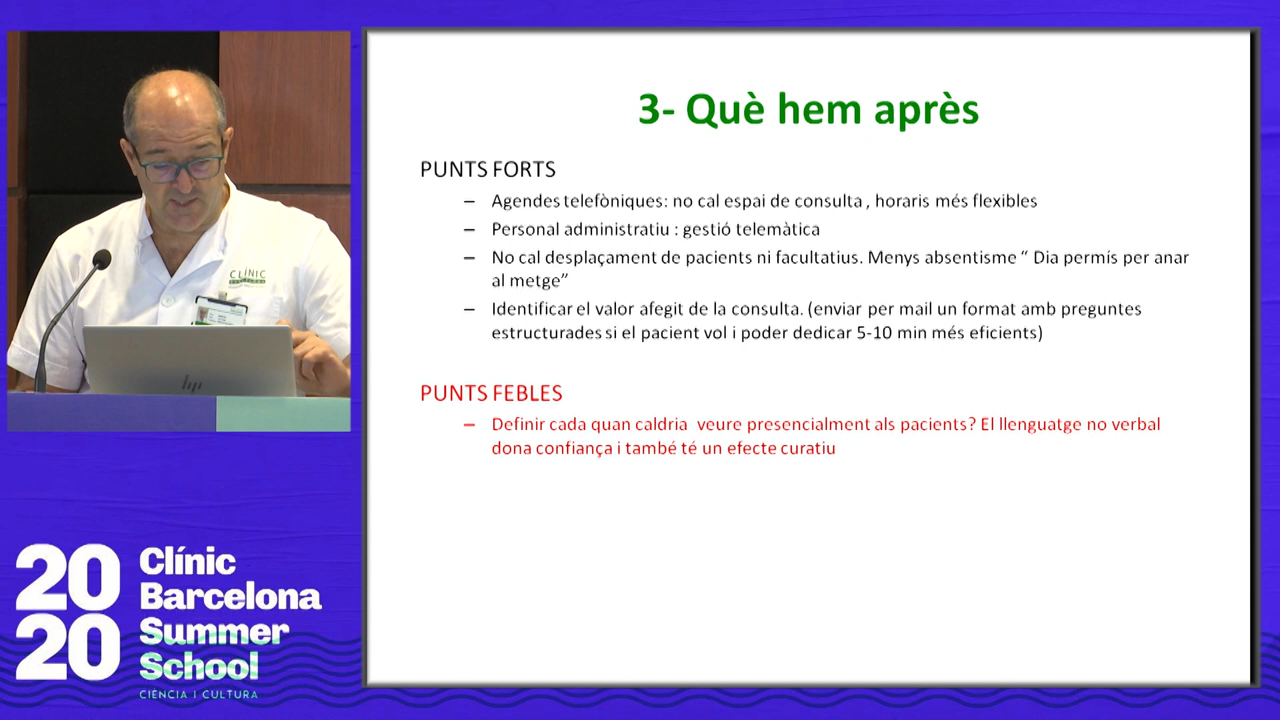 3- Què hem après
PUNTS FORTS
– Agendes telefòniques: no cal espai de consulta , horaris més flexibles
– Personal administratiu : gestió telemàtica
– No cal desplaçament de pacients ni facultatius. Menys absentisme “ Dia permís per anar
al metge”
– Identificar el valor afegit de la consulta. (enviar per mail un format amb preguntes
estructurades si el pacient vol i poder dedicar 5-10 min més eficients)
PUNTS FEBLES
– Definir cada quan caldria  veure presencialment als pacients? El llenguatge no verbal
dona confiança i també té un efecte curatiu
CLÍNIC
hp
20
20
Clínic
Barcelona
Summer
School
CIÈNCIA I CULTURA